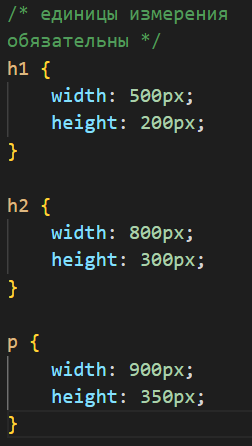 /* единицы измерения
обязательны */
h1 {
    width: 500px;
    height: 200px;
}

h2 {
    width: 800px;
    height: 300px;
}

p {
    width: 900px;
    height: 350px;
}